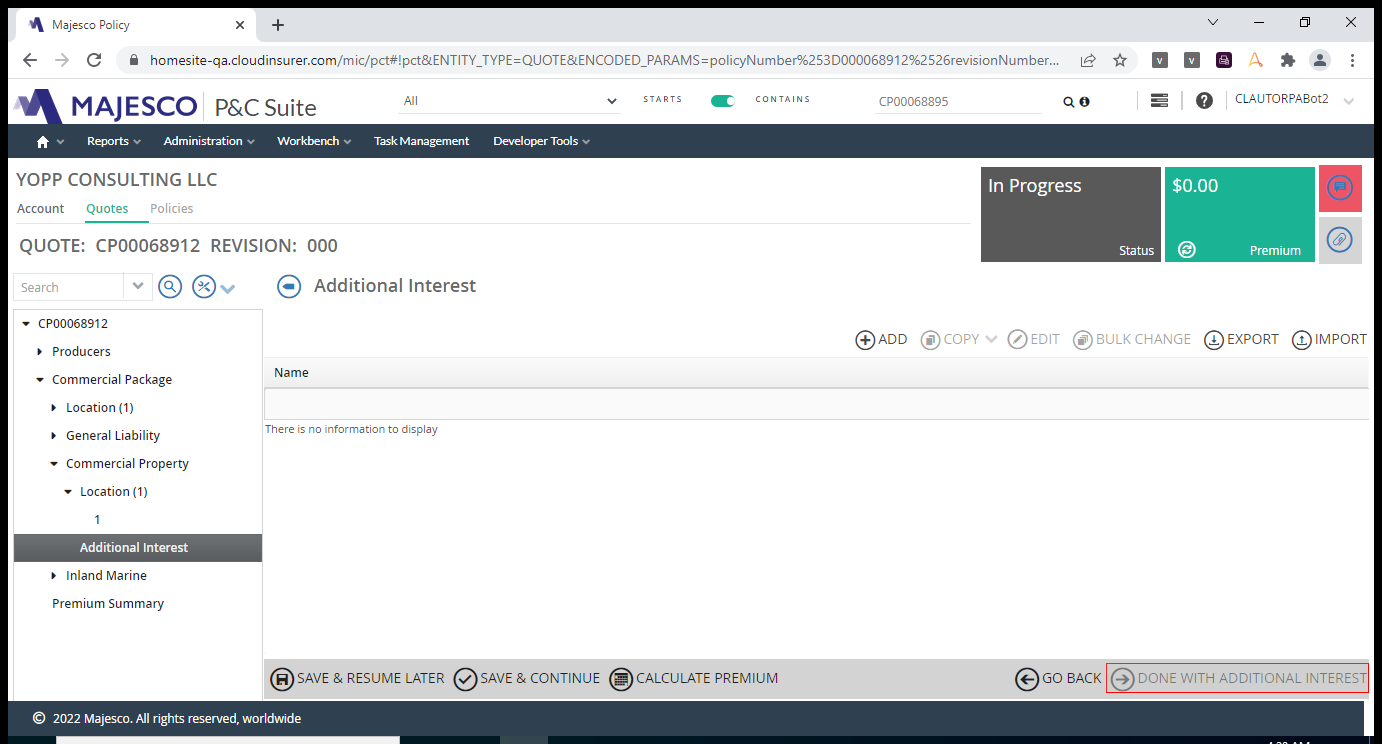 Majesco Policy
homesite-qa.cloudinsurer.com/mic/pct#!pct&ENTITY_TYPE=QUOTE&ENCODED_PARAMS=policyNumber%253D000068912%2526revisionNumber...
MAJESCO P&C Suite All STARTS CONTAINS CP00068895 CLAUTORPABot2
Reports Administration Workbench Task Management Developer Tools
YOPP CONSULTING LLC
In Progress
Status
$0.00
Premium
Account Quotes Policies
QUOTE: CP00068912 REVISION: 000
Search
Additional Interest
CP00068912
Producers
Commercial Package
Location (1)
General Liability
Commercial Property
Location (1)
1
Additional Interest
Inland Marine
Premium Summary
ADD COPY EDIT BULK CHANGE EXPORT IMPORT
Name
There is no information to display
SAVE & RESUME LATER SAVE & CONTINUE CALCULATE PREMIUM GO BACK DONE WITH ADDITIONAL INTEREST
© 2022 Majesco. All rights reserved, worldwide